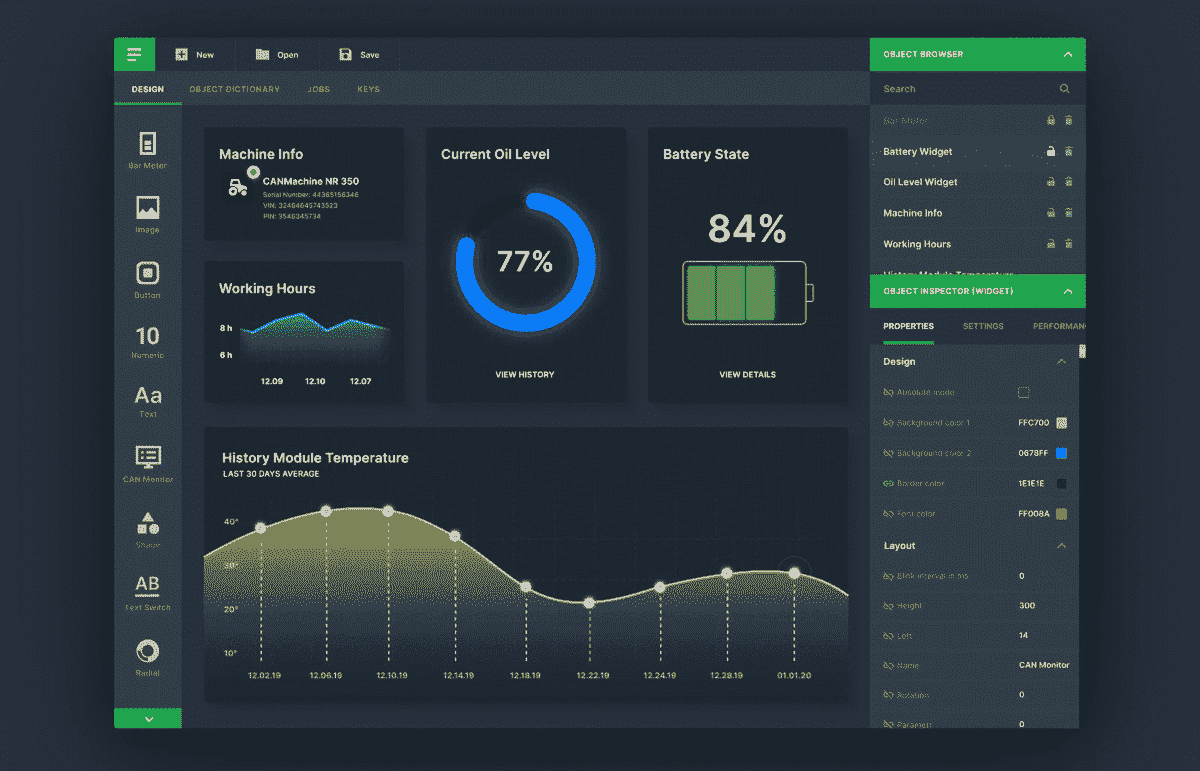 New
Open
Save
DESIGN
OBJECT DICTIONARY
JOBS
KEYS
Bar Meter
Image
Button
10
Numeric
Aa
Text
CAN Monitor
Shape
AB
Text Switch
Radial
Machine Info
CANMachine NR 350
Serial Number: 44365156346
VIN: 32464645743523
PIN: 3546345734
Working Hours
8 h
6 h
12.09
12.10
12.07
Current Oil Level
77%
VIEW HISTORY
Battery State
84%
VIEW DETAILS
History Module Temperature
LAST 30 DAYS AVERAGE
40°
30°
20°
10°
12.02.19
12.06.19
12.10.19
12.14.19
12.18.19
12.22.19
12.24.19
12.28.19
01.01.20
OBJECT BROWSER
Search
Bar Meter
Battery Widget
Oil Level Widget
Machine Info
Working Hours
History Module Temperature
OBJECT INSPECTOR (WIDGET)
PROPERTIES
SETTINGS
PERFORMAN
Design
Absolute mode
Background color 1 FFC700
Background color 2 067BFF
Border color 1E1E1E
Font color FF008A
Layout
Blink interval in ms 0
Height 300
Left 14
Name CAN Monitor
Rotation 0
0